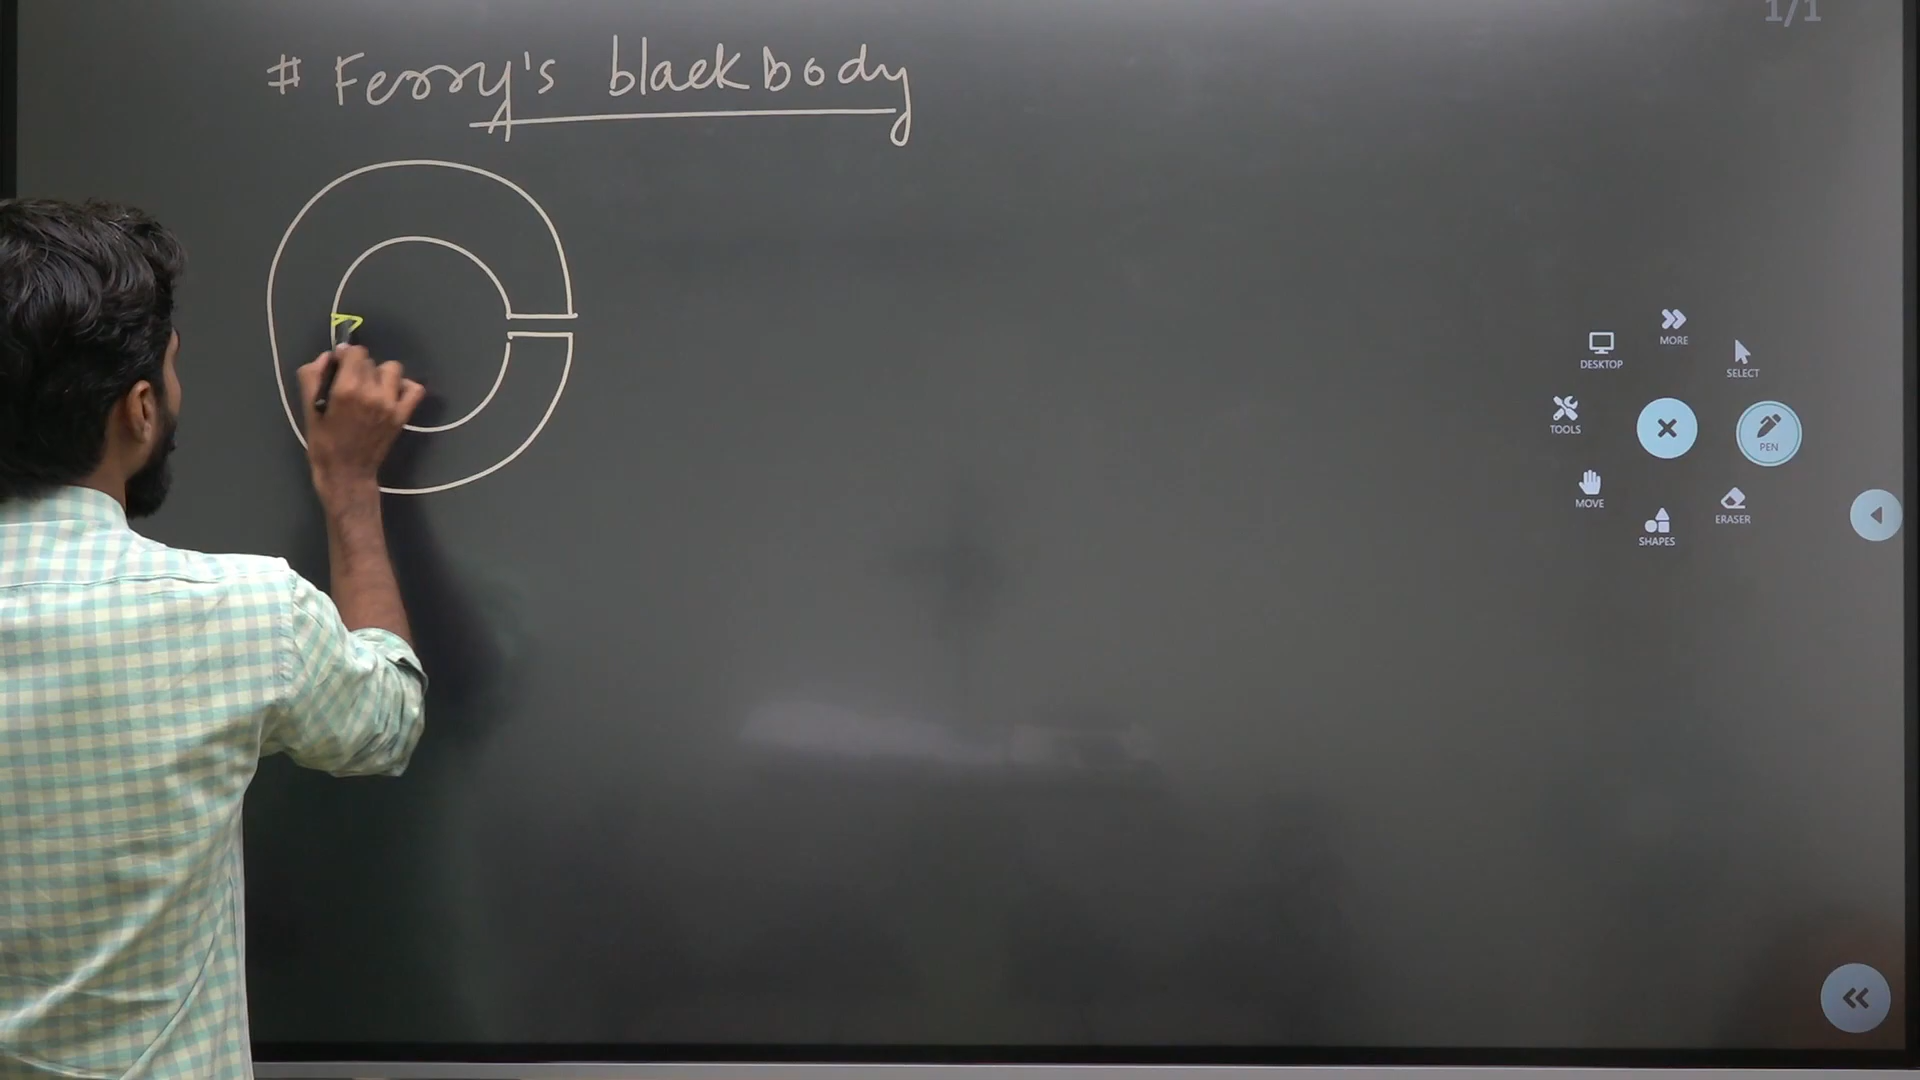 1/1
# Ferry's blackbody
MORE
DESKTOP
SELECT
TOOLS
PEN
MOVE
ERASER
SHAPES